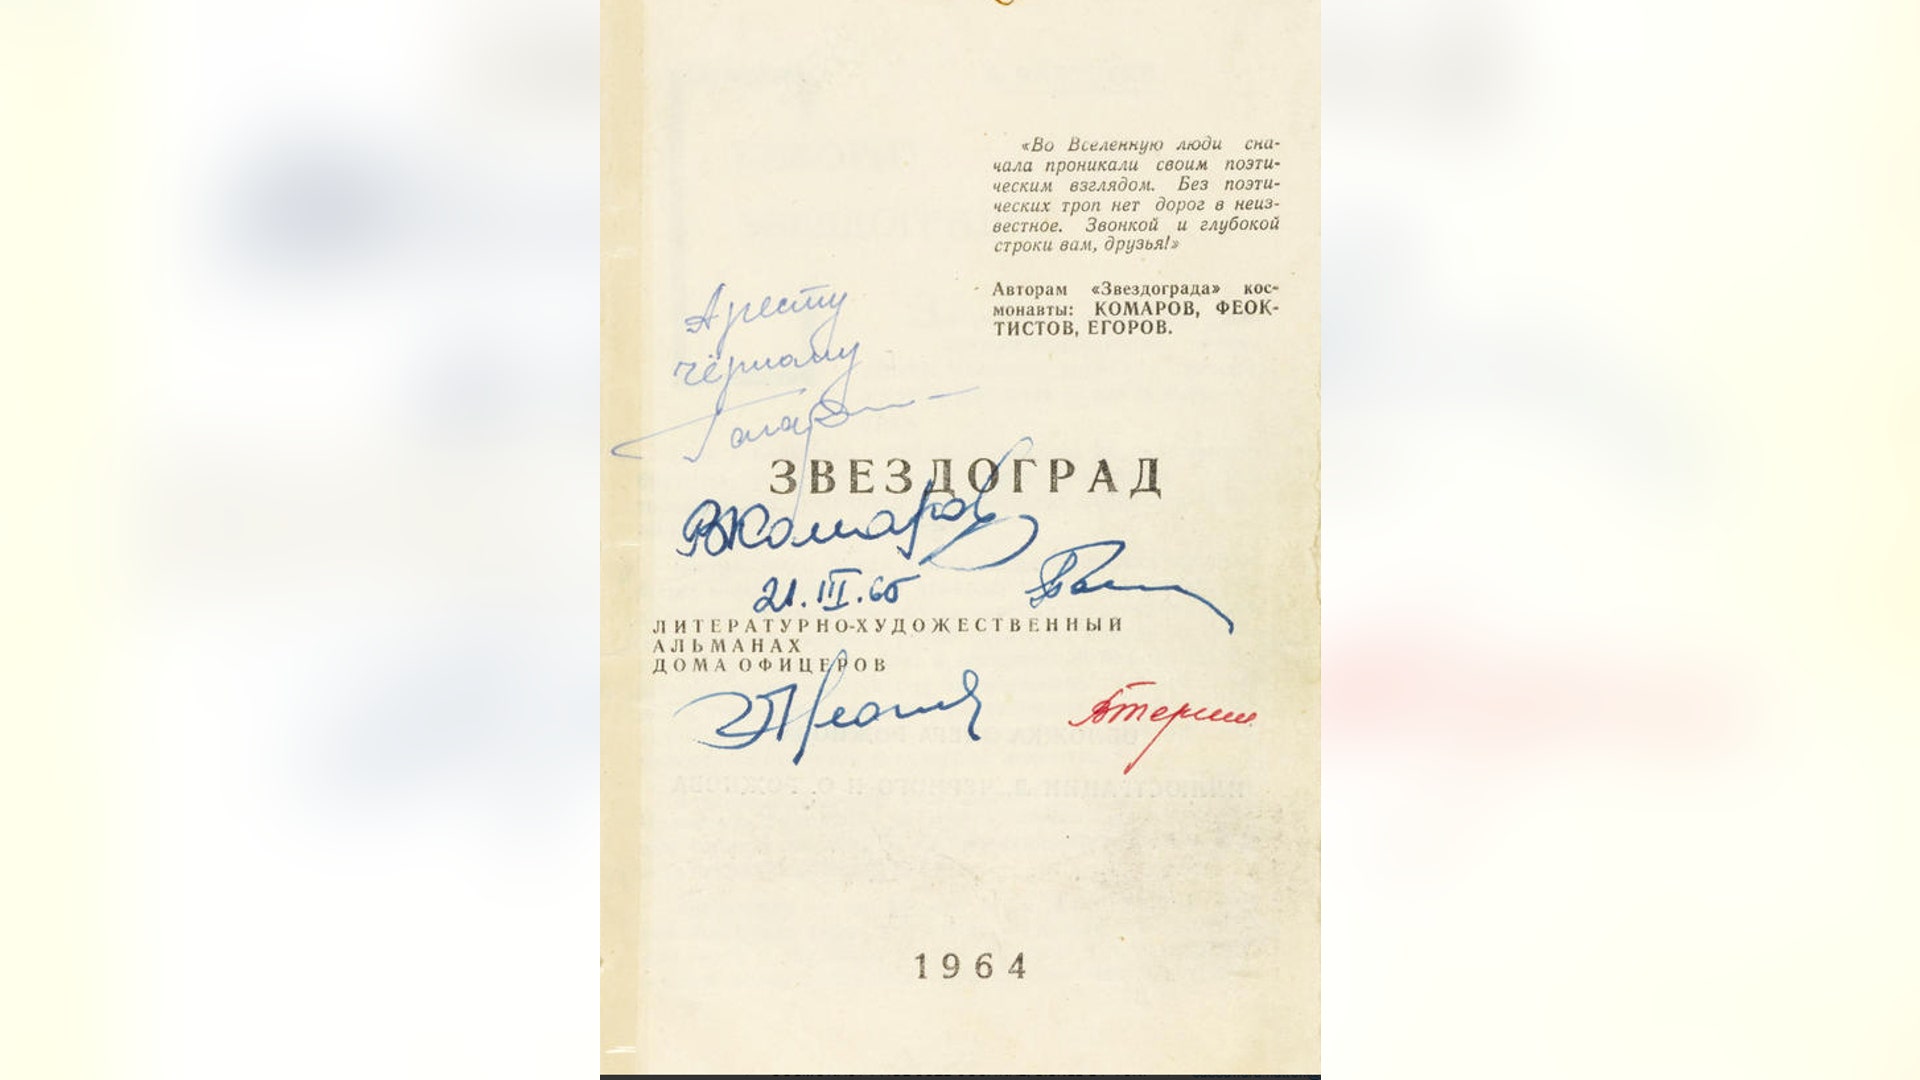 «Во Вселенную люди сна-
чала проникали своим поэти-
ческим взглядом. Без поэти-
ческих троп нет дорог в неиз-
вестное. Звонкой и глубокой
строки вам, друзья!»
Авторам «Звездограда» кос-
монавты: КОМАРОВ, ФЕОК-
ТИСТОВ, ЕГОРОВ.
Аресту
Чёрному
Гагарин
ЗВЕЗДОГРАД
ВКомаров
21.III.65
ЛИТЕРАТУРНО-ХУДОЖЕСТВЕННЫЙ
АЛЬМАНАХ
ДОМА ОФИЦЕРОВ
1964